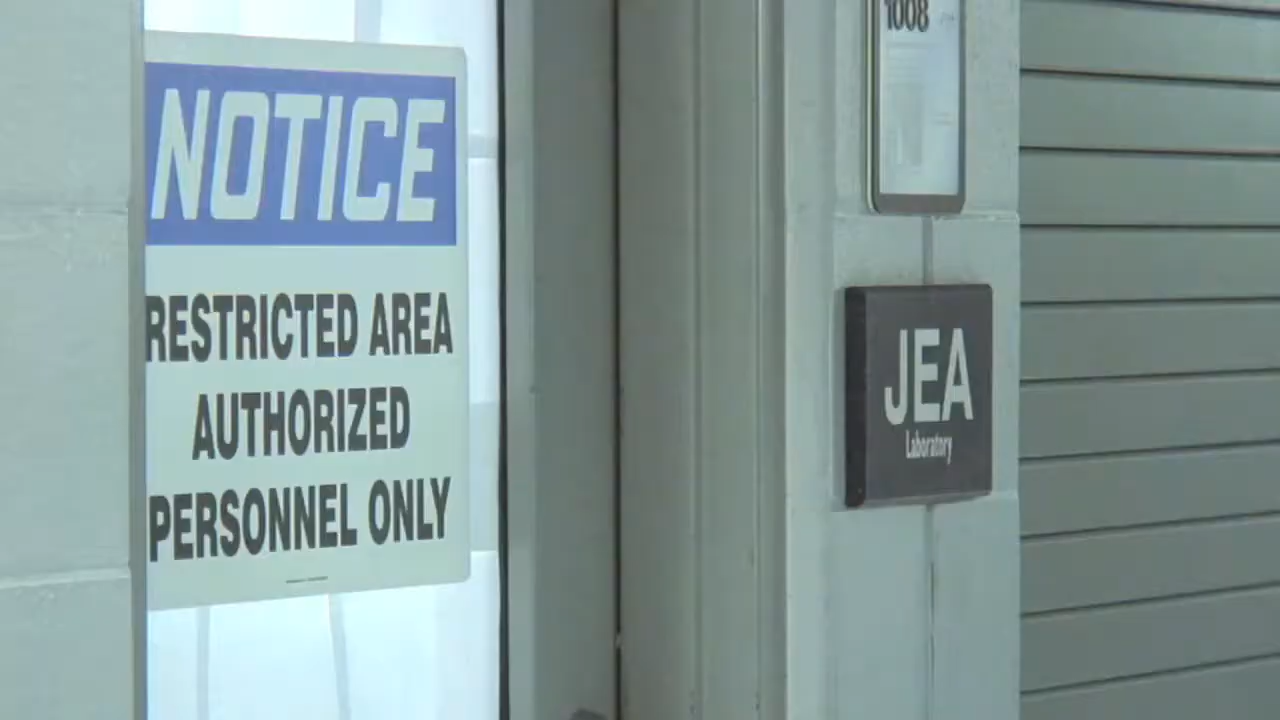 NOTICE
RESTRICTED AREA
AUTHORIZED
PERSONNEL ONLY
1008
JEA
Laboratory